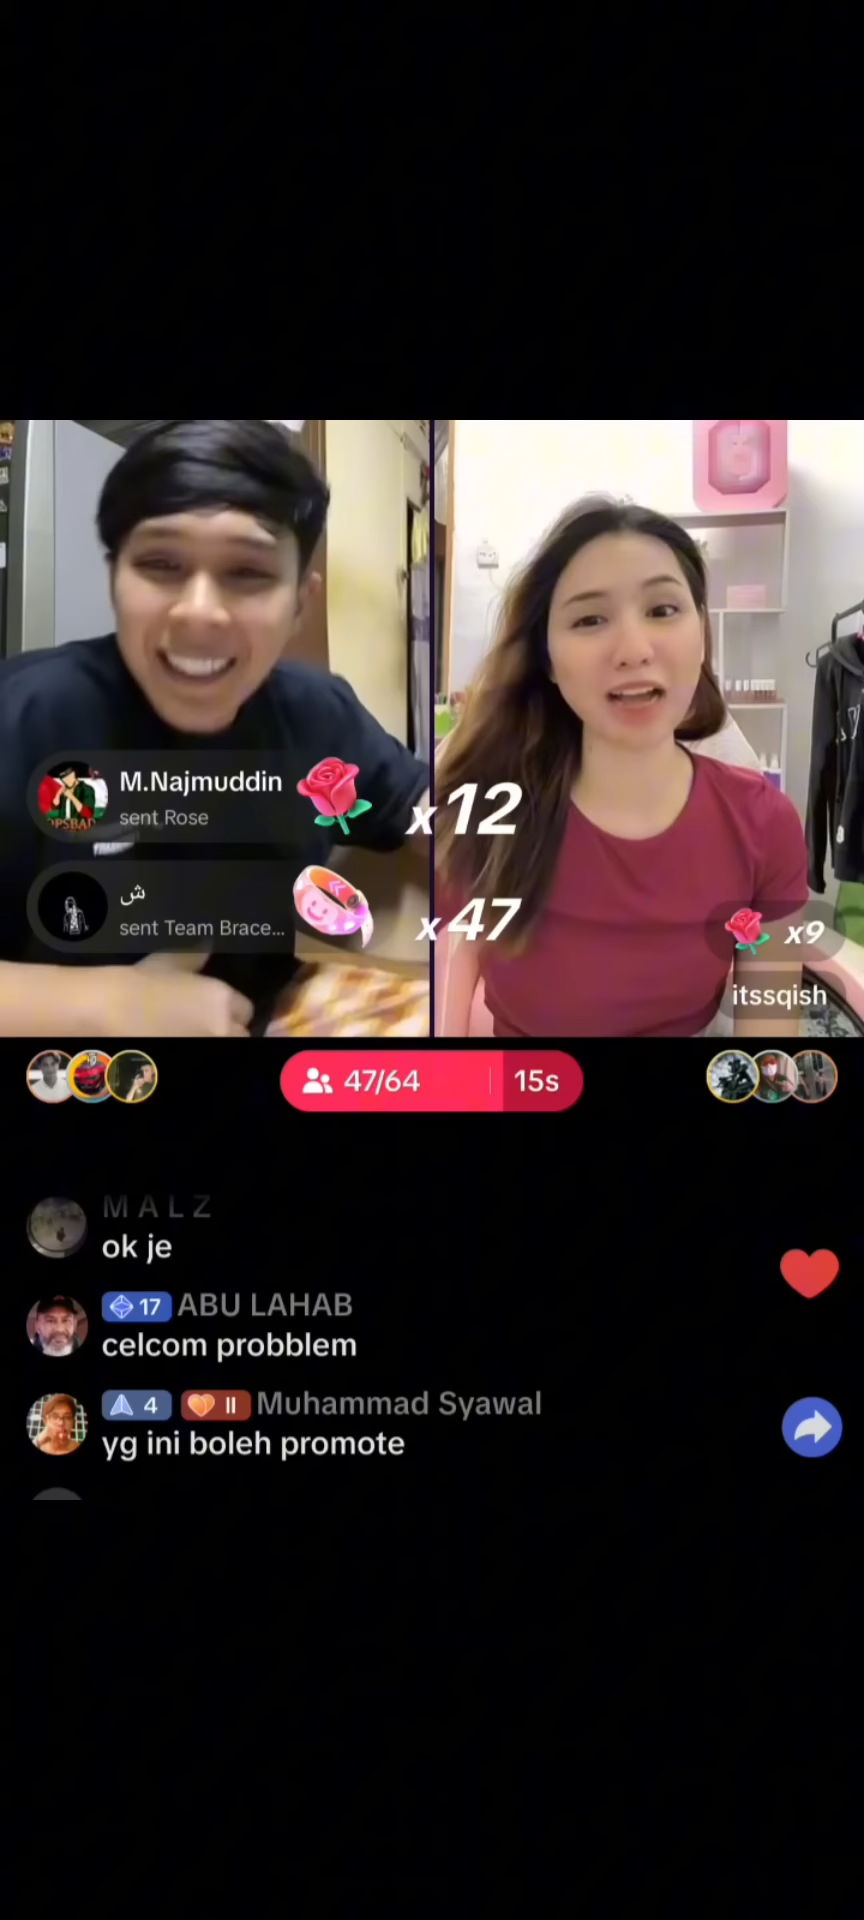 M.Najmuddin
sent Rose
x12
ش
sent Team Brace...
x47
x9
itssqish
47/64
15s
M A L Z
ok je
17 ABU LAHAB
celcom probblem
4 II Muhammad Syawal
yg ini boleh promote